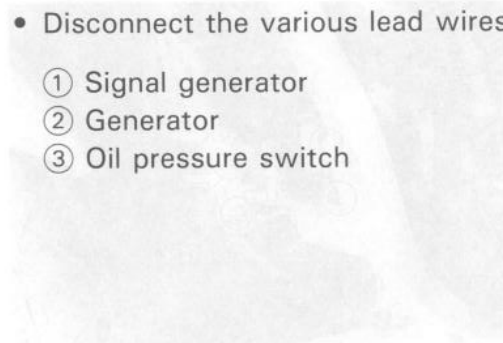 • Disconnect the various lead wires
① Signal generator
② Generator
③ Oil pressure switch